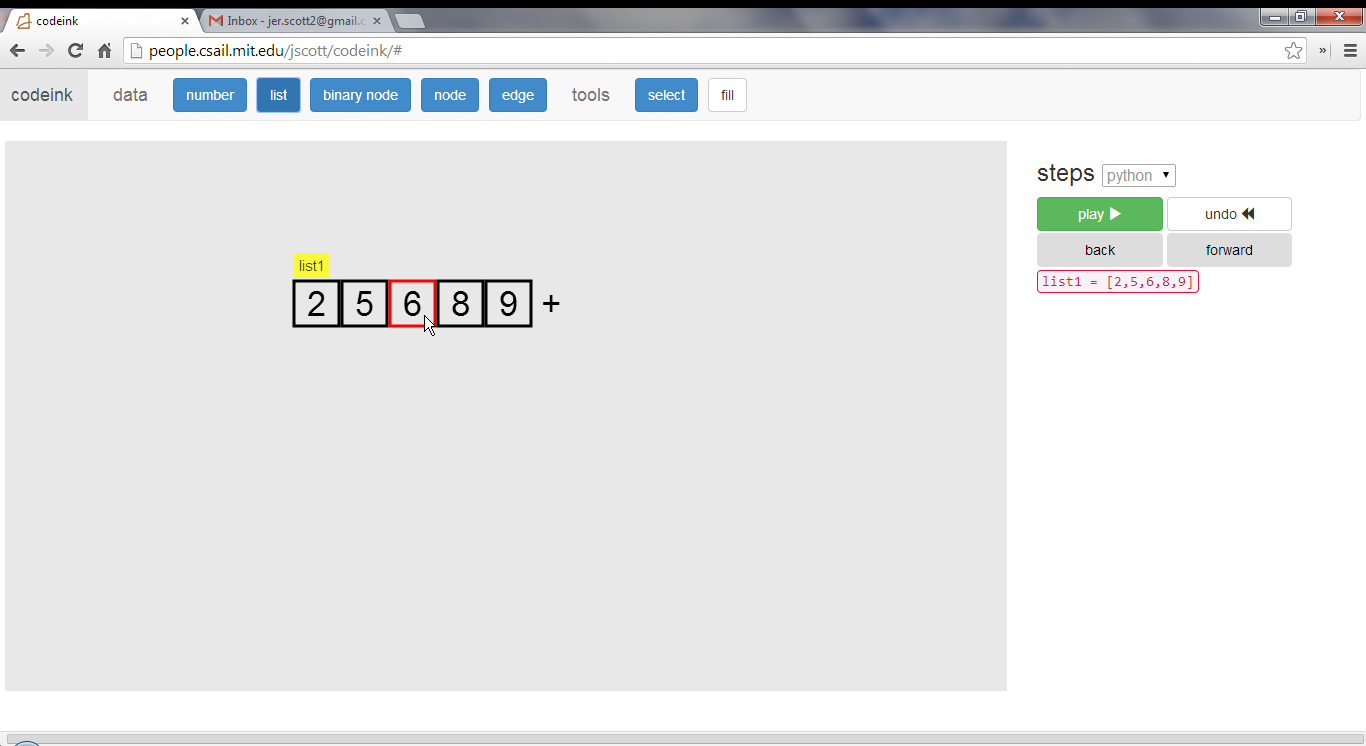 codeink
Inbox - jer.scott2@gmail.c
people.csail.mit.edu/jscott/codeink/#
codeink data number list binary node node edge tools select fill
steps python
play undo
back forward
list1 = [2,5,6,8,9]
list1
2 5 6 8 9 +